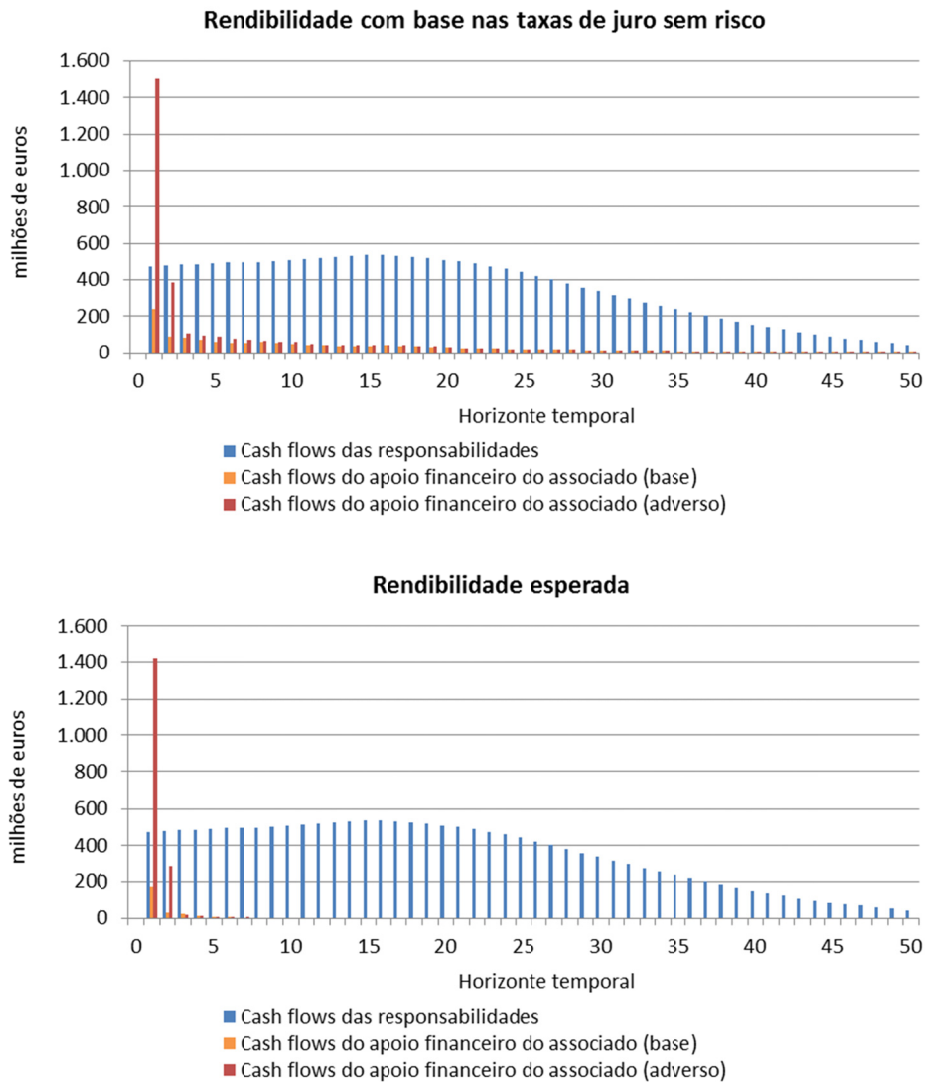 Rendibilidade com base nas taxas de juro sem risco
milhões de euros
1.600
1.400
1.200
1.000
800
600
400
200
0
0 5 10 15 20 25 30 35 40 45 50
Horizonte temporal
Cash flows das responsabilidades
Cash flows do apoio financeiro do associado (base)
Cash flows do apoio financeiro do associado (adverso)
Rendibilidade esperada
milhões de euros
1.600
1.400
1.200
1.000
800
600
400
200
0
0 5 10 15 20 25 30 35 40 45 50
Horizonte temporal
Cash flows das responsabilidades
Cash flows do apoio financeiro do associado (base)
Cash flows do apoio financeiro do associado (adverso)